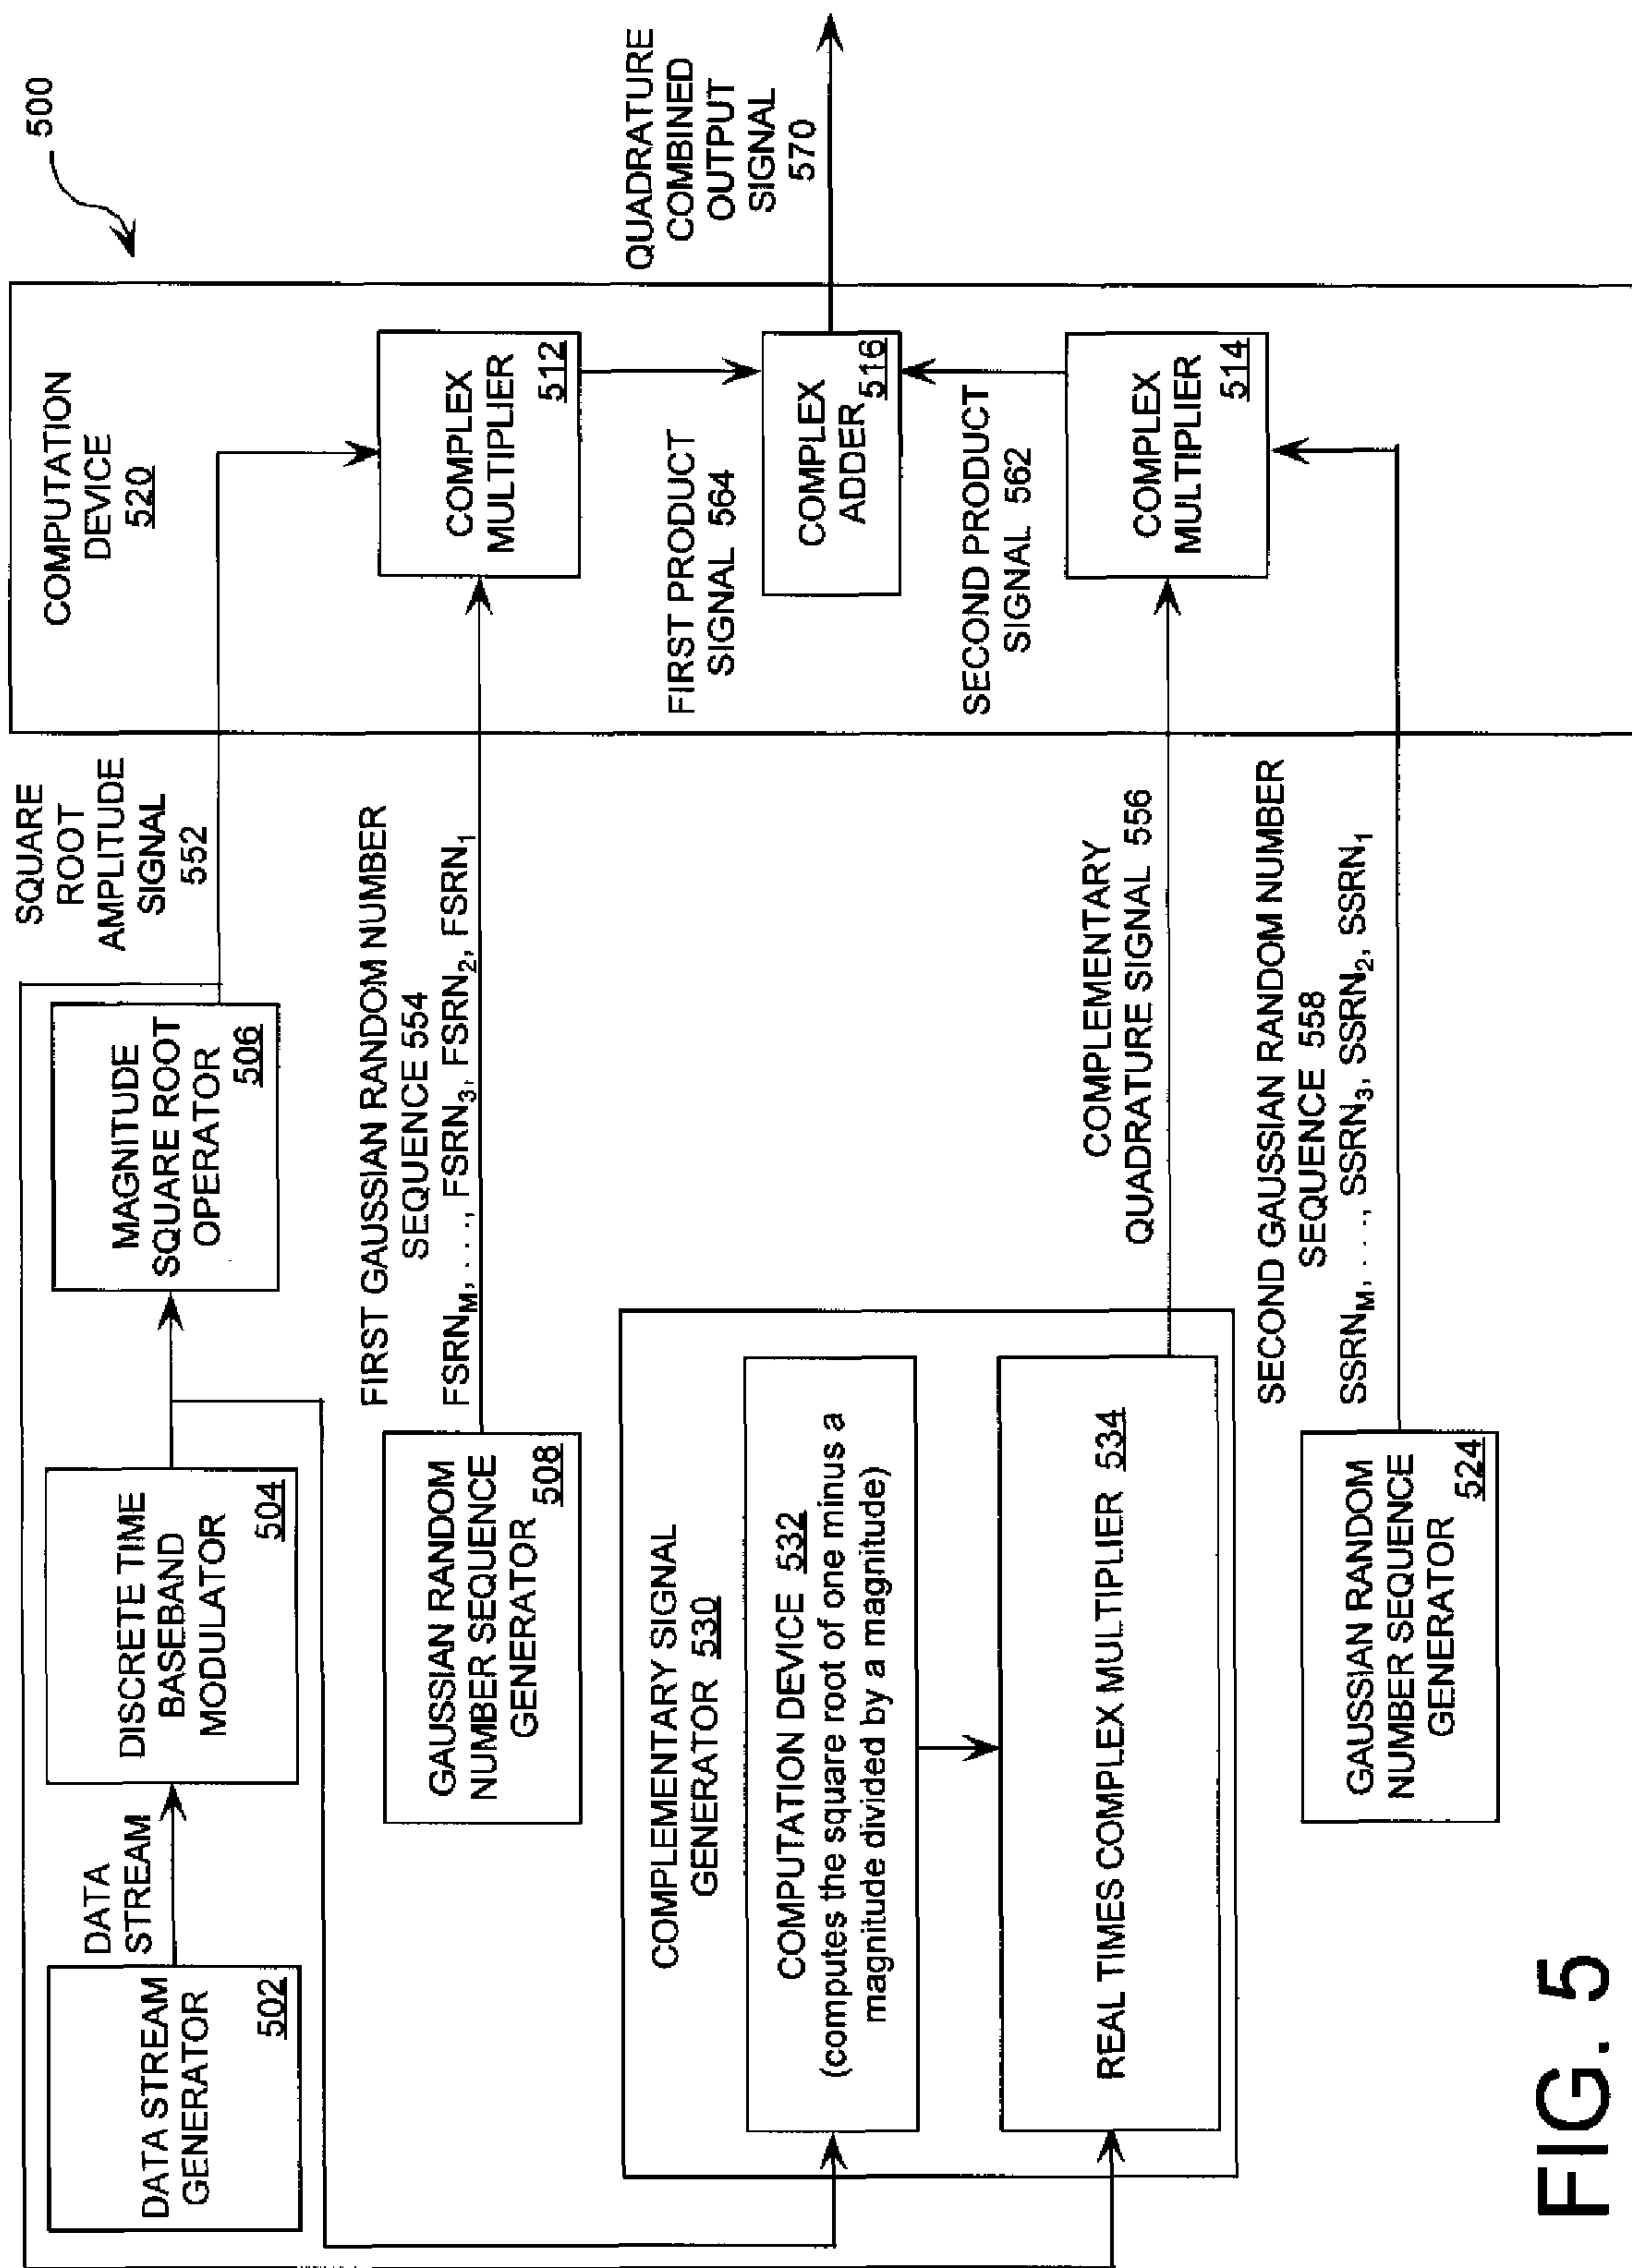 500
DATA STREAM
GENERATOR
502
DATA
STREAM
DISCRETE TIME
BASEBAND
MODULATOR
504
MAGNITUDE
SQUARE ROOT
OPERATOR
506
SQUARE
ROOT
AMPLITUDE
SIGNAL
552
COMPUTATION
DEVICE
520
GAUSSIAN RANDOM
NUMBER SEQUENCE
GENERATOR
508
FIRST GAUSSIAN RANDOM NUMBER
SEQUENCE 554
FSRN_M, . . ., FSRN_3, FSRN_2, FSRN_1
COMPLEX
MULTIPLIER
512
FIRST PRODUCT
SIGNAL 564
COMPLEX
ADDER
516
QUADRATURE
COMBINED
OUTPUT
SIGNAL
570
SECOND PRODUCT
SIGNAL 562
COMPLEX
MULTIPLIER
514
COMPLEMENTARY SIGNAL
GENERATOR 530
COMPUTATION DEVICE 532
(computes the square root of one minus a
magnitude divided by a magnitude)
REAL TIMES COMPLEX MULTIPLIER 534
COMPLEMENTARY
QUADRATURE SIGNAL 556
GAUSSIAN RANDOM
NUMBER SEQUENCE
GENERATOR
524
SECOND GAUSSIAN RANDOM NUMBER
SEQUENCE 558
SSRN_M, . . . ., SSRN_3, SSRN_2, SSRN_1
FIG. 5